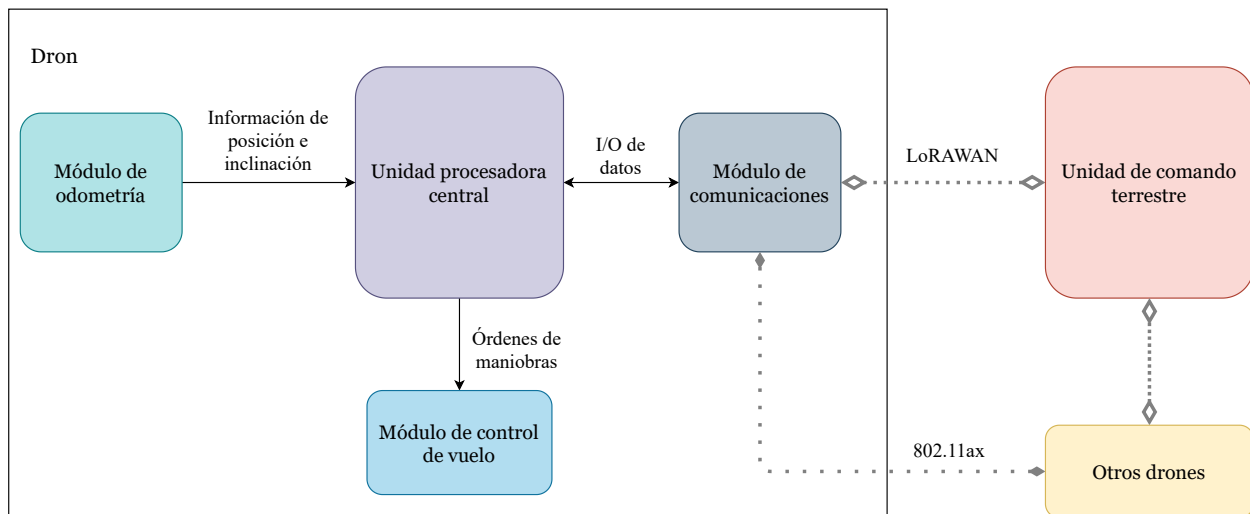 Dron
Módulo de
odometría
Información de
posición e
inclinación
Unidad procesadora
central
I/O de
datos
Módulo de
comunicaciones
LoRAWAN
Unidad de comando
terrestre
Órdenes de
maniobras
Módulo de control
de vuelo
802.11ax
Otros drones